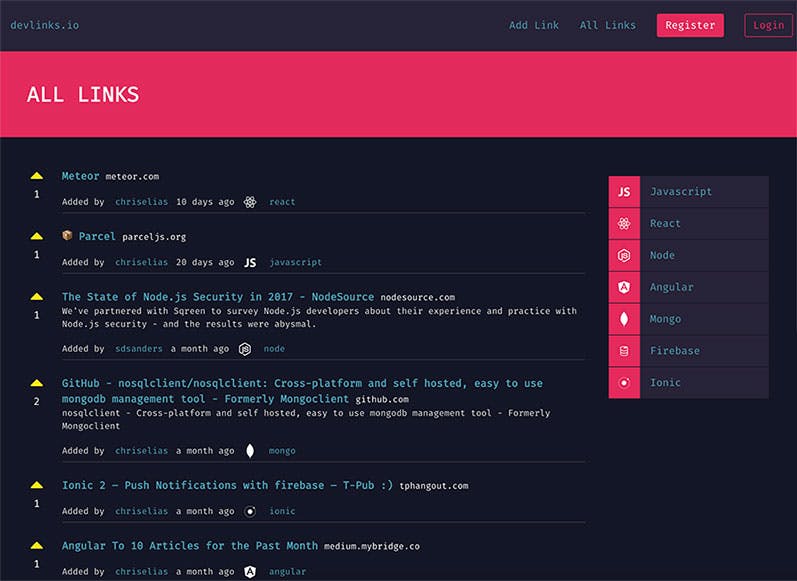 devlinks.io
Add Link
All Links
Register
Login
ALL LINKS
Meteor meteor.com
1
Added by chriselias 10 days ago react
Parcel parceljs.org
1
Added by chriselias 20 days ago JS javascript
The State of Node.js Security in 2017 - NodeSource nodesource.com
1
We've partnered with Sqreen to survey Node.js developers about their experience and practice with
Node.js security - and the results were abysmal.
Added by sdsanders a month ago node
GitHub - nosqlclient/nosqlclient: Cross-platform and self hosted, easy to use
2
mongodb management tool - Formerly Mongoclient github.com
nosqlclient - Cross-platform and self hosted, easy to use mongodb management tool - Formerly
Mongoclient
Added by chriselias a month ago mongo
Ionic 2 – Push Notifications with firebase – T-Pub :) tphangout.com
1
Added by chriselias a month ago ionic
Angular To 10 Articles for the Past Month medium.mybridge.co
1
Added by chriselias a month ago angular
JS Javascript
React
Node
Angular
Mongo
Firebase
Ionic